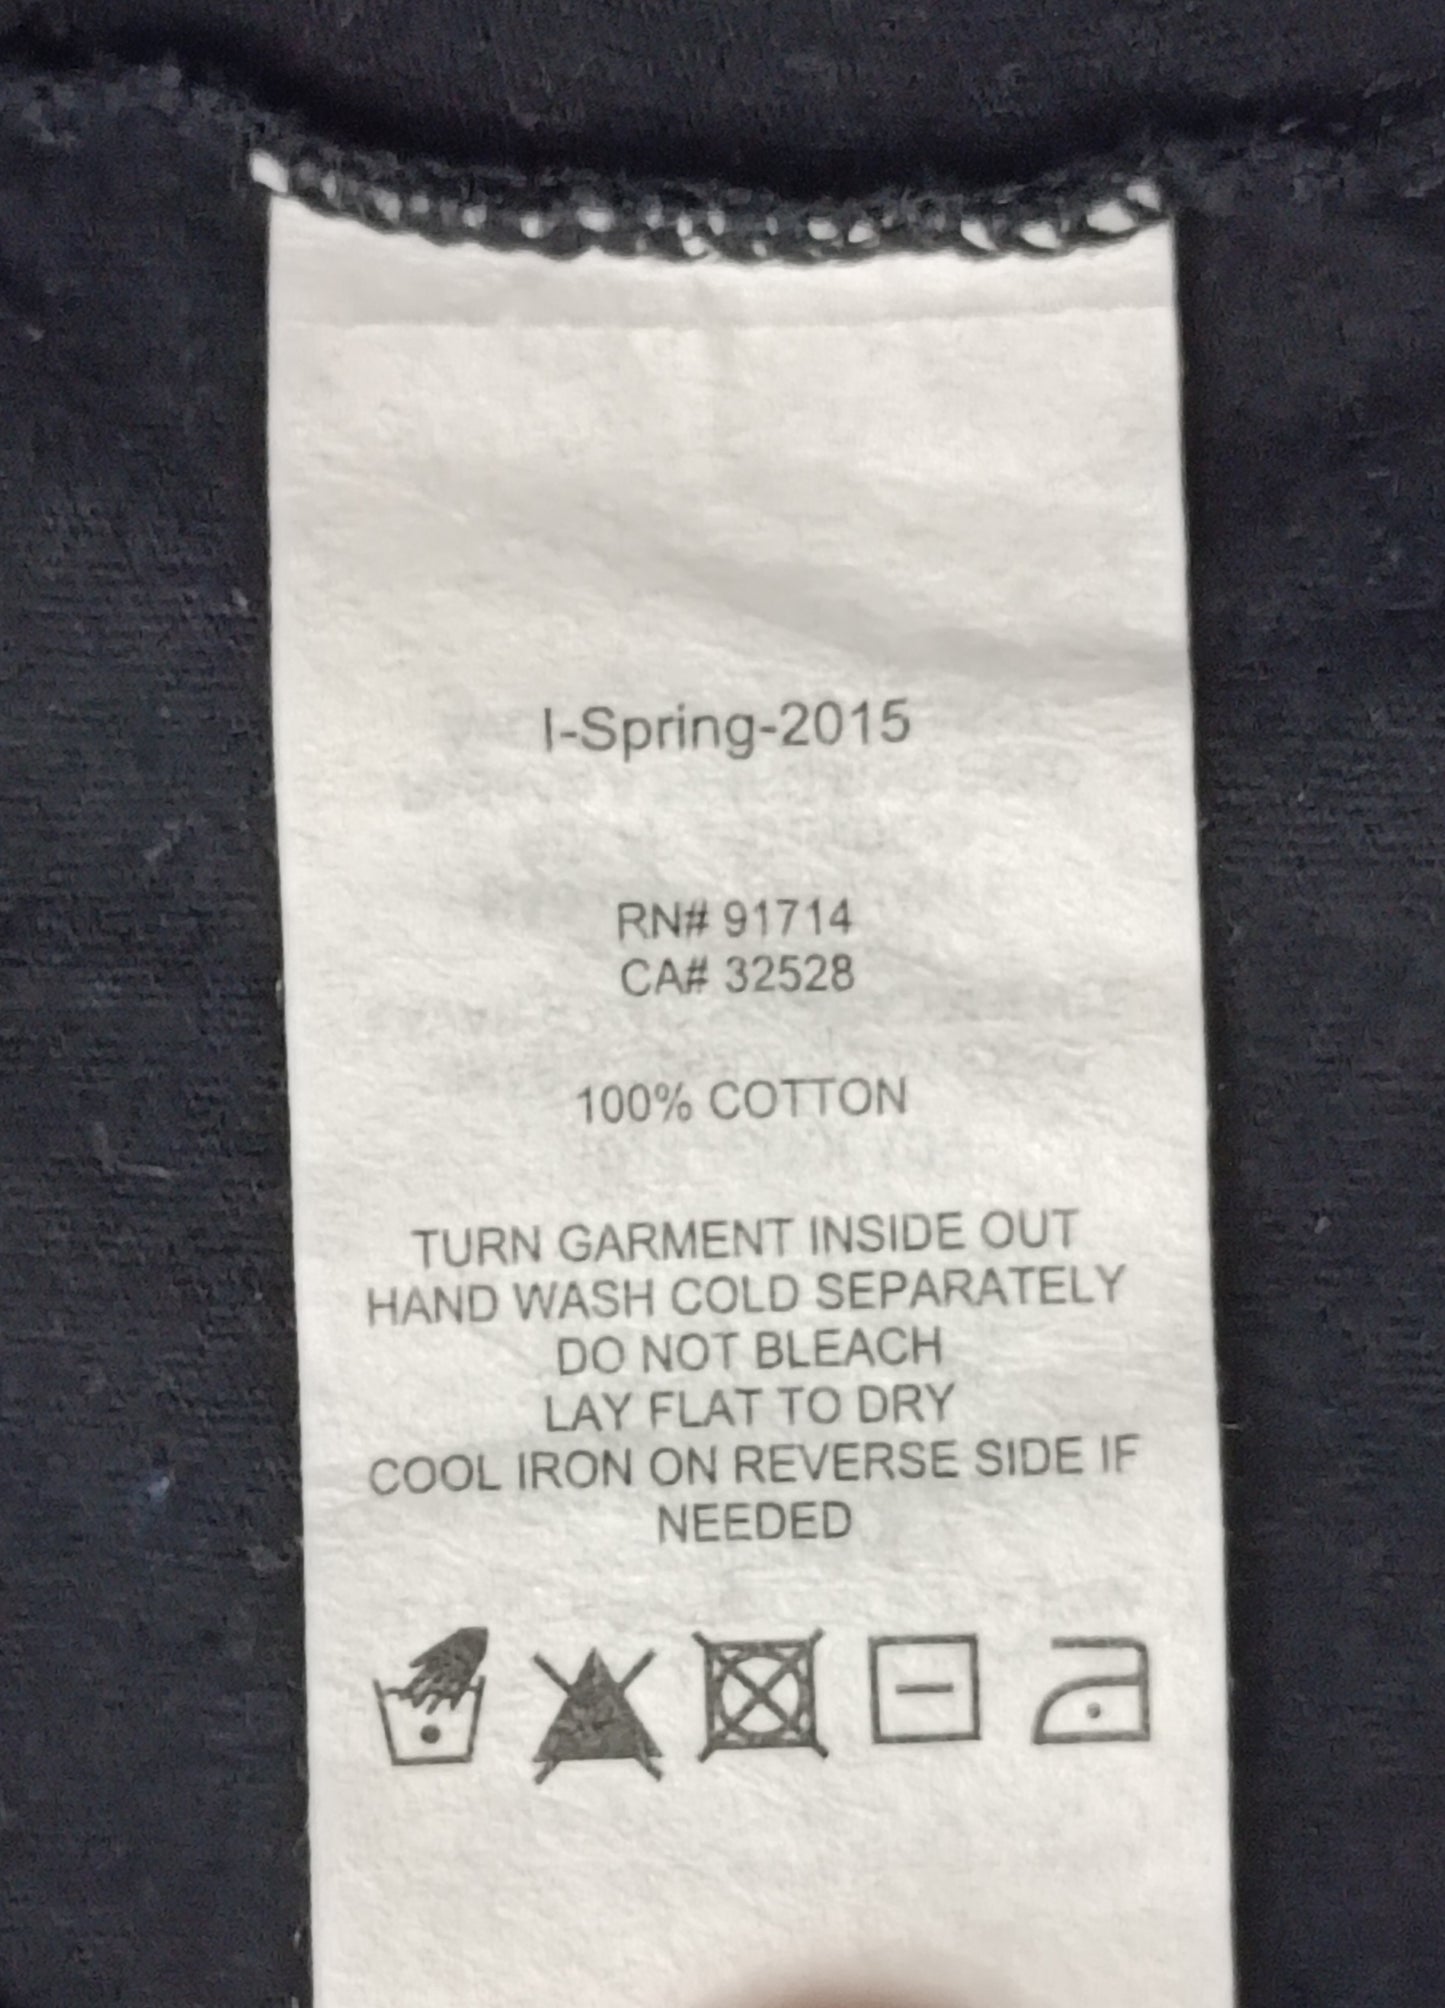 I-Spring-2015
RN# 91714
CA# 32528
100% COTTON
TURN GARMENT INSIDE OUT
HAND WASH COLD SEPARATELY
DO NOT BLEACH
LAY FLAT TO DRY
COOL IRON ON REVERSE SIDE IF
NEEDED